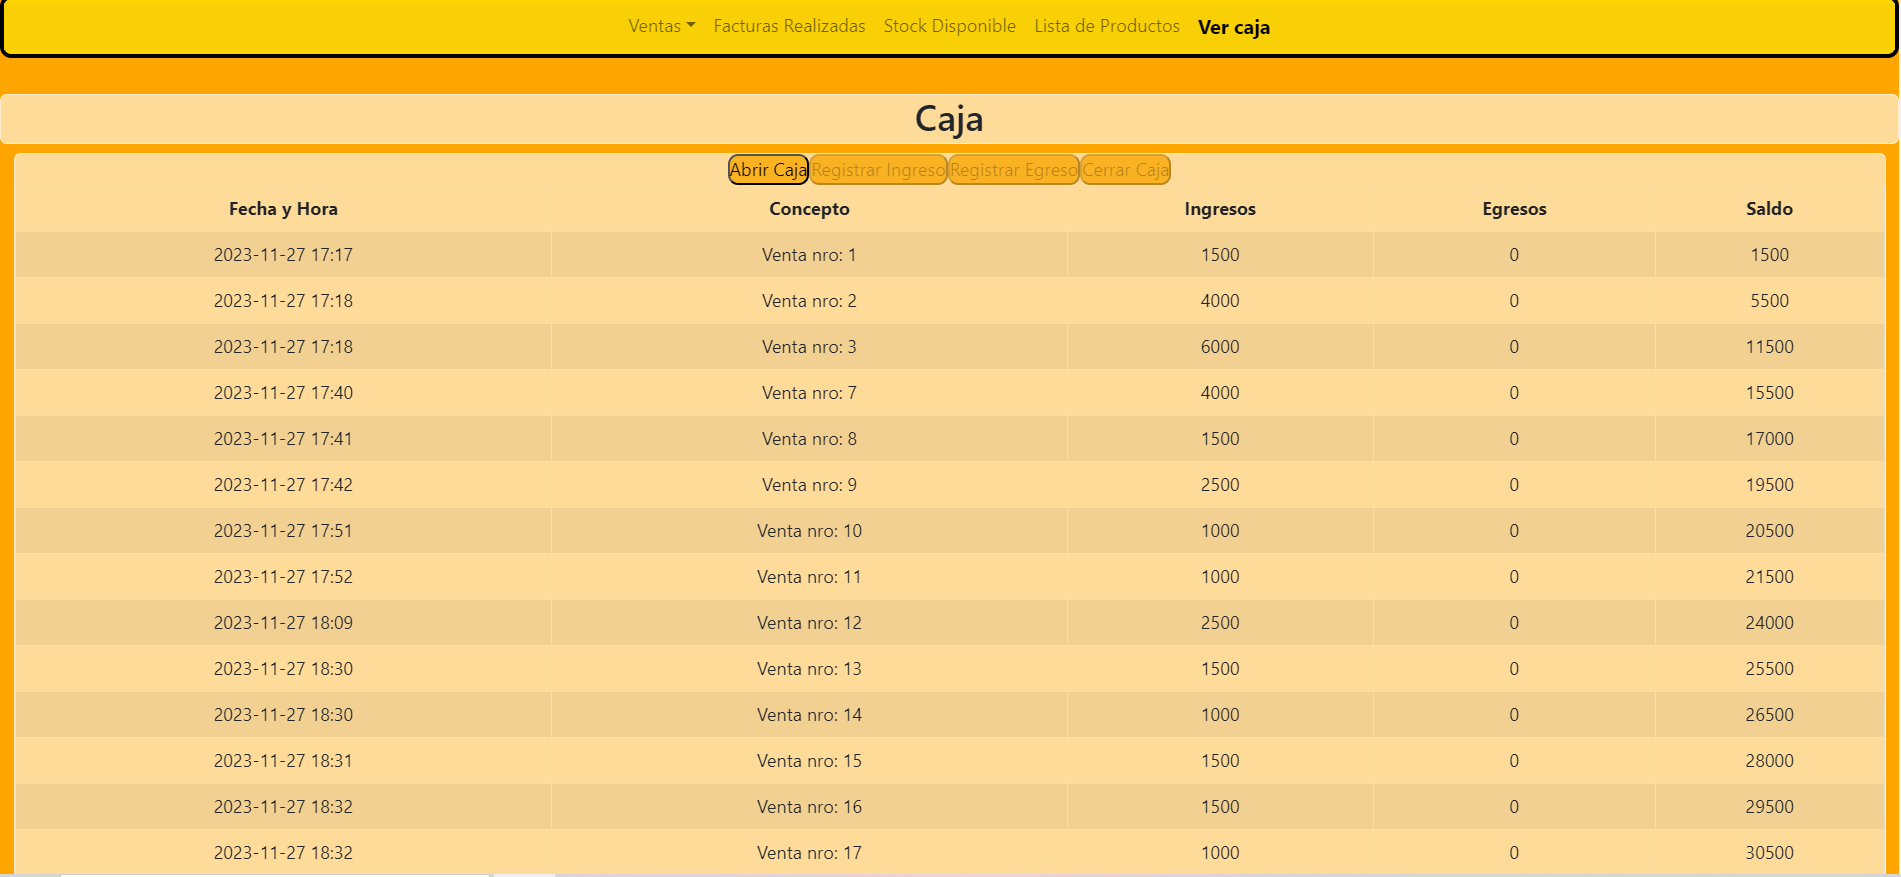 Ventas Facturas Realizadas Stock Disponible Lista de Productos Ver caja
Caja
Abrir Caja Registrar Ingreso Registrar Egreso Cerrar Caja
Fecha y Hora Concepto Ingresos Egresos Saldo
2023-11-27 17:17 Venta nro: 1 1500 0 1500
2023-11-27 17:18 Venta nro: 2 4000 0 5500
2023-11-27 17:18 Venta nro: 3 6000 0 11500
2023-11-27 17:40 Venta nro: 7 4000 0 15500
2023-11-27 17:41 Venta nro: 8 1500 0 17000
2023-11-27 17:42 Venta nro: 9 2500 0 19500
2023-11-27 17:51 Venta nro: 10 1000 0 20500
2023-11-27 17:52 Venta nro: 11 1000 0 21500
2023-11-27 18:09 Venta nro: 12 2500 0 24000
2023-11-27 18:30 Venta nro: 13 1500 0 25500
2023-11-27 18:30 Venta nro: 14 1000 0 26500
2023-11-27 18:31 Venta nro: 15 1500 0 28000
2023-11-27 18:32 Venta nro: 16 1500 0 29500
2023-11-27 18:32 Venta nro: 17 1000 0 30500